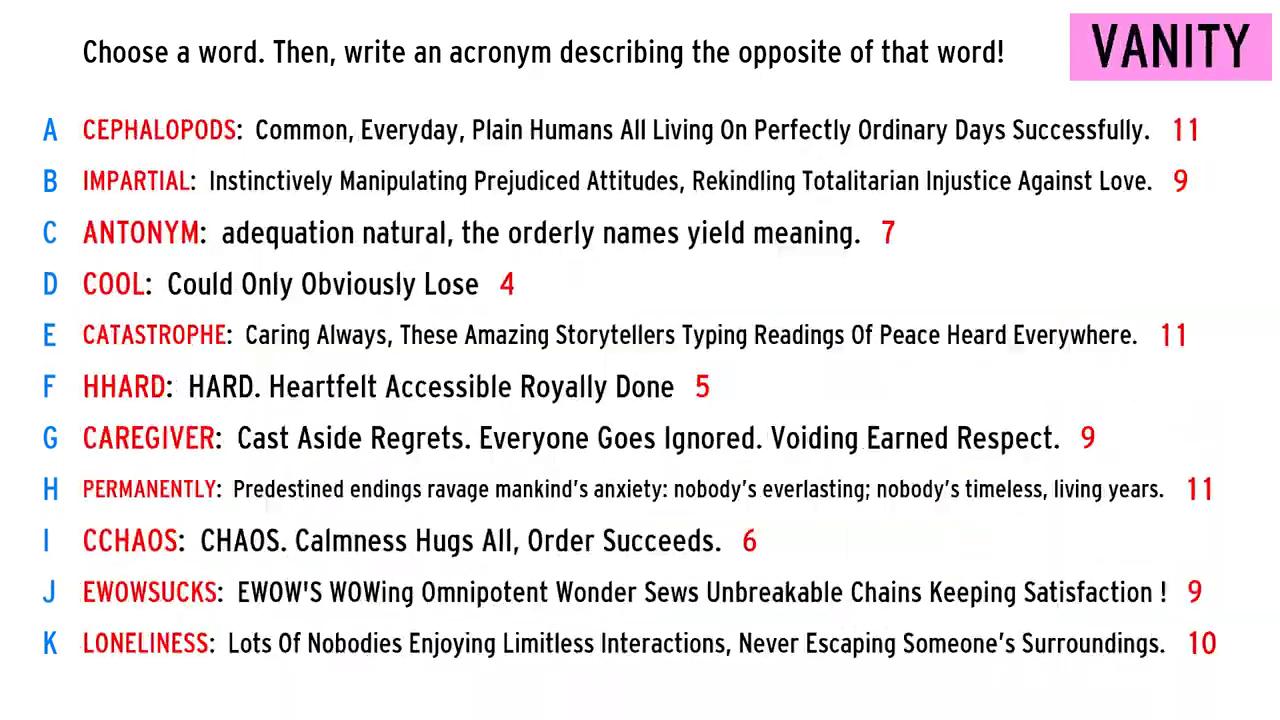 Choose a word. Then, write an acronym describing the opposite of that word!
VANITY
A CEPHALOPODS: Common, Everyday, Plain Humans All Living On Perfectly Ordinary Days Successfully. 11
B IMPARTIAL: Instinctively Manipulating Prejudiced Attitudes, Rekindling Totalitarian Injustice Against Love. 9
C ANTONYM: adequation natural, the orderly names yield meaning. 7
D COOL: Could Only Obviously Lose 4
E CATASTROPHE: Caring Always, These Amazing Storytellers Typing Readings Of Peace Heard Everywhere. 11
F HHARD: HARD. Heartfelt Accessible Royally Done 5
G CAREGIVER: Cast Aside Regrets. Everyone Goes Ignored. Voiding Earned Respect. 9
H PERMANENTLY: Predestined endings ravage mankind's anxiety: nobody's everlasting; nobody's timeless, living years. 11
I CCHAOS: CHAOS. Calmness Hugs All, Order Succeeds. 6
J EWOWSUCKS: EWOW'S WOWing Omnipotent Wonder Sews Unbreakable Chains Keeping Satisfaction ! 9
K LONELINESS: Lots Of Nobodies Enjoying Limitless Interactions, Never Escaping Someone's Surroundings. 10